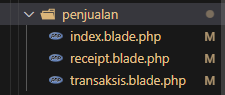 penjualan
index.blade.php M
receipt.blade.php M
transaksis.blade.php M